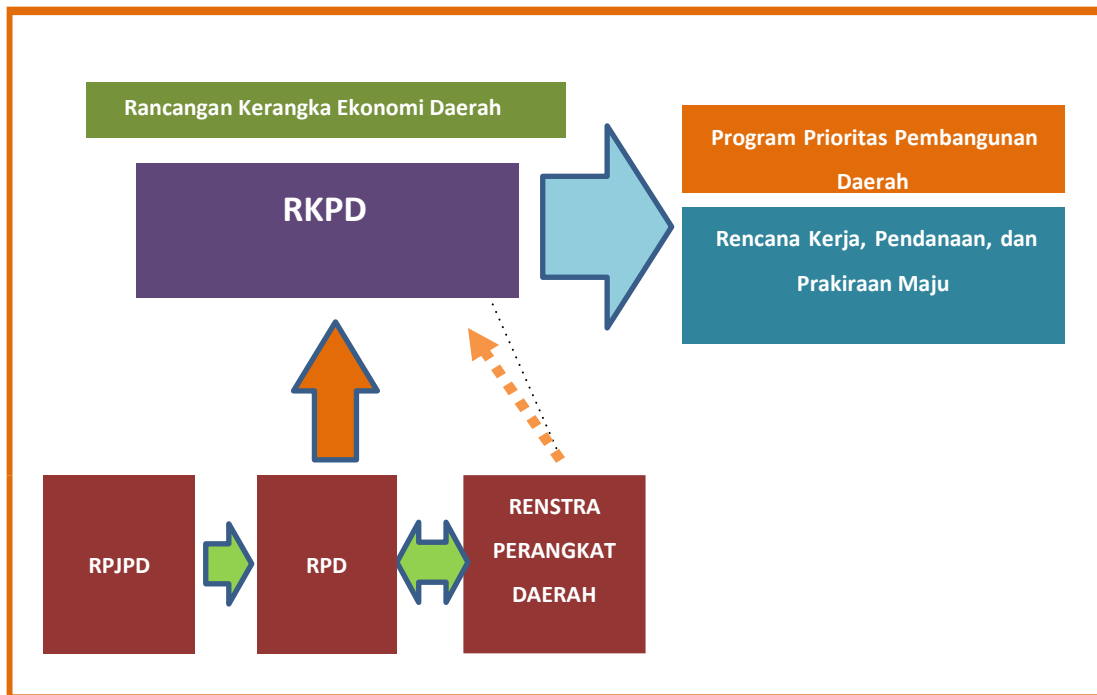 Rancangan Kerangka Ekonomi Daerah
RKPD
Program Prioritas Pembangunan
Daerah
Rencana Kerja, Pendanaan, dan
Prakiraan Maju
RPJPD
RPD
RENSTRA
PERANGKAT
DAERAH